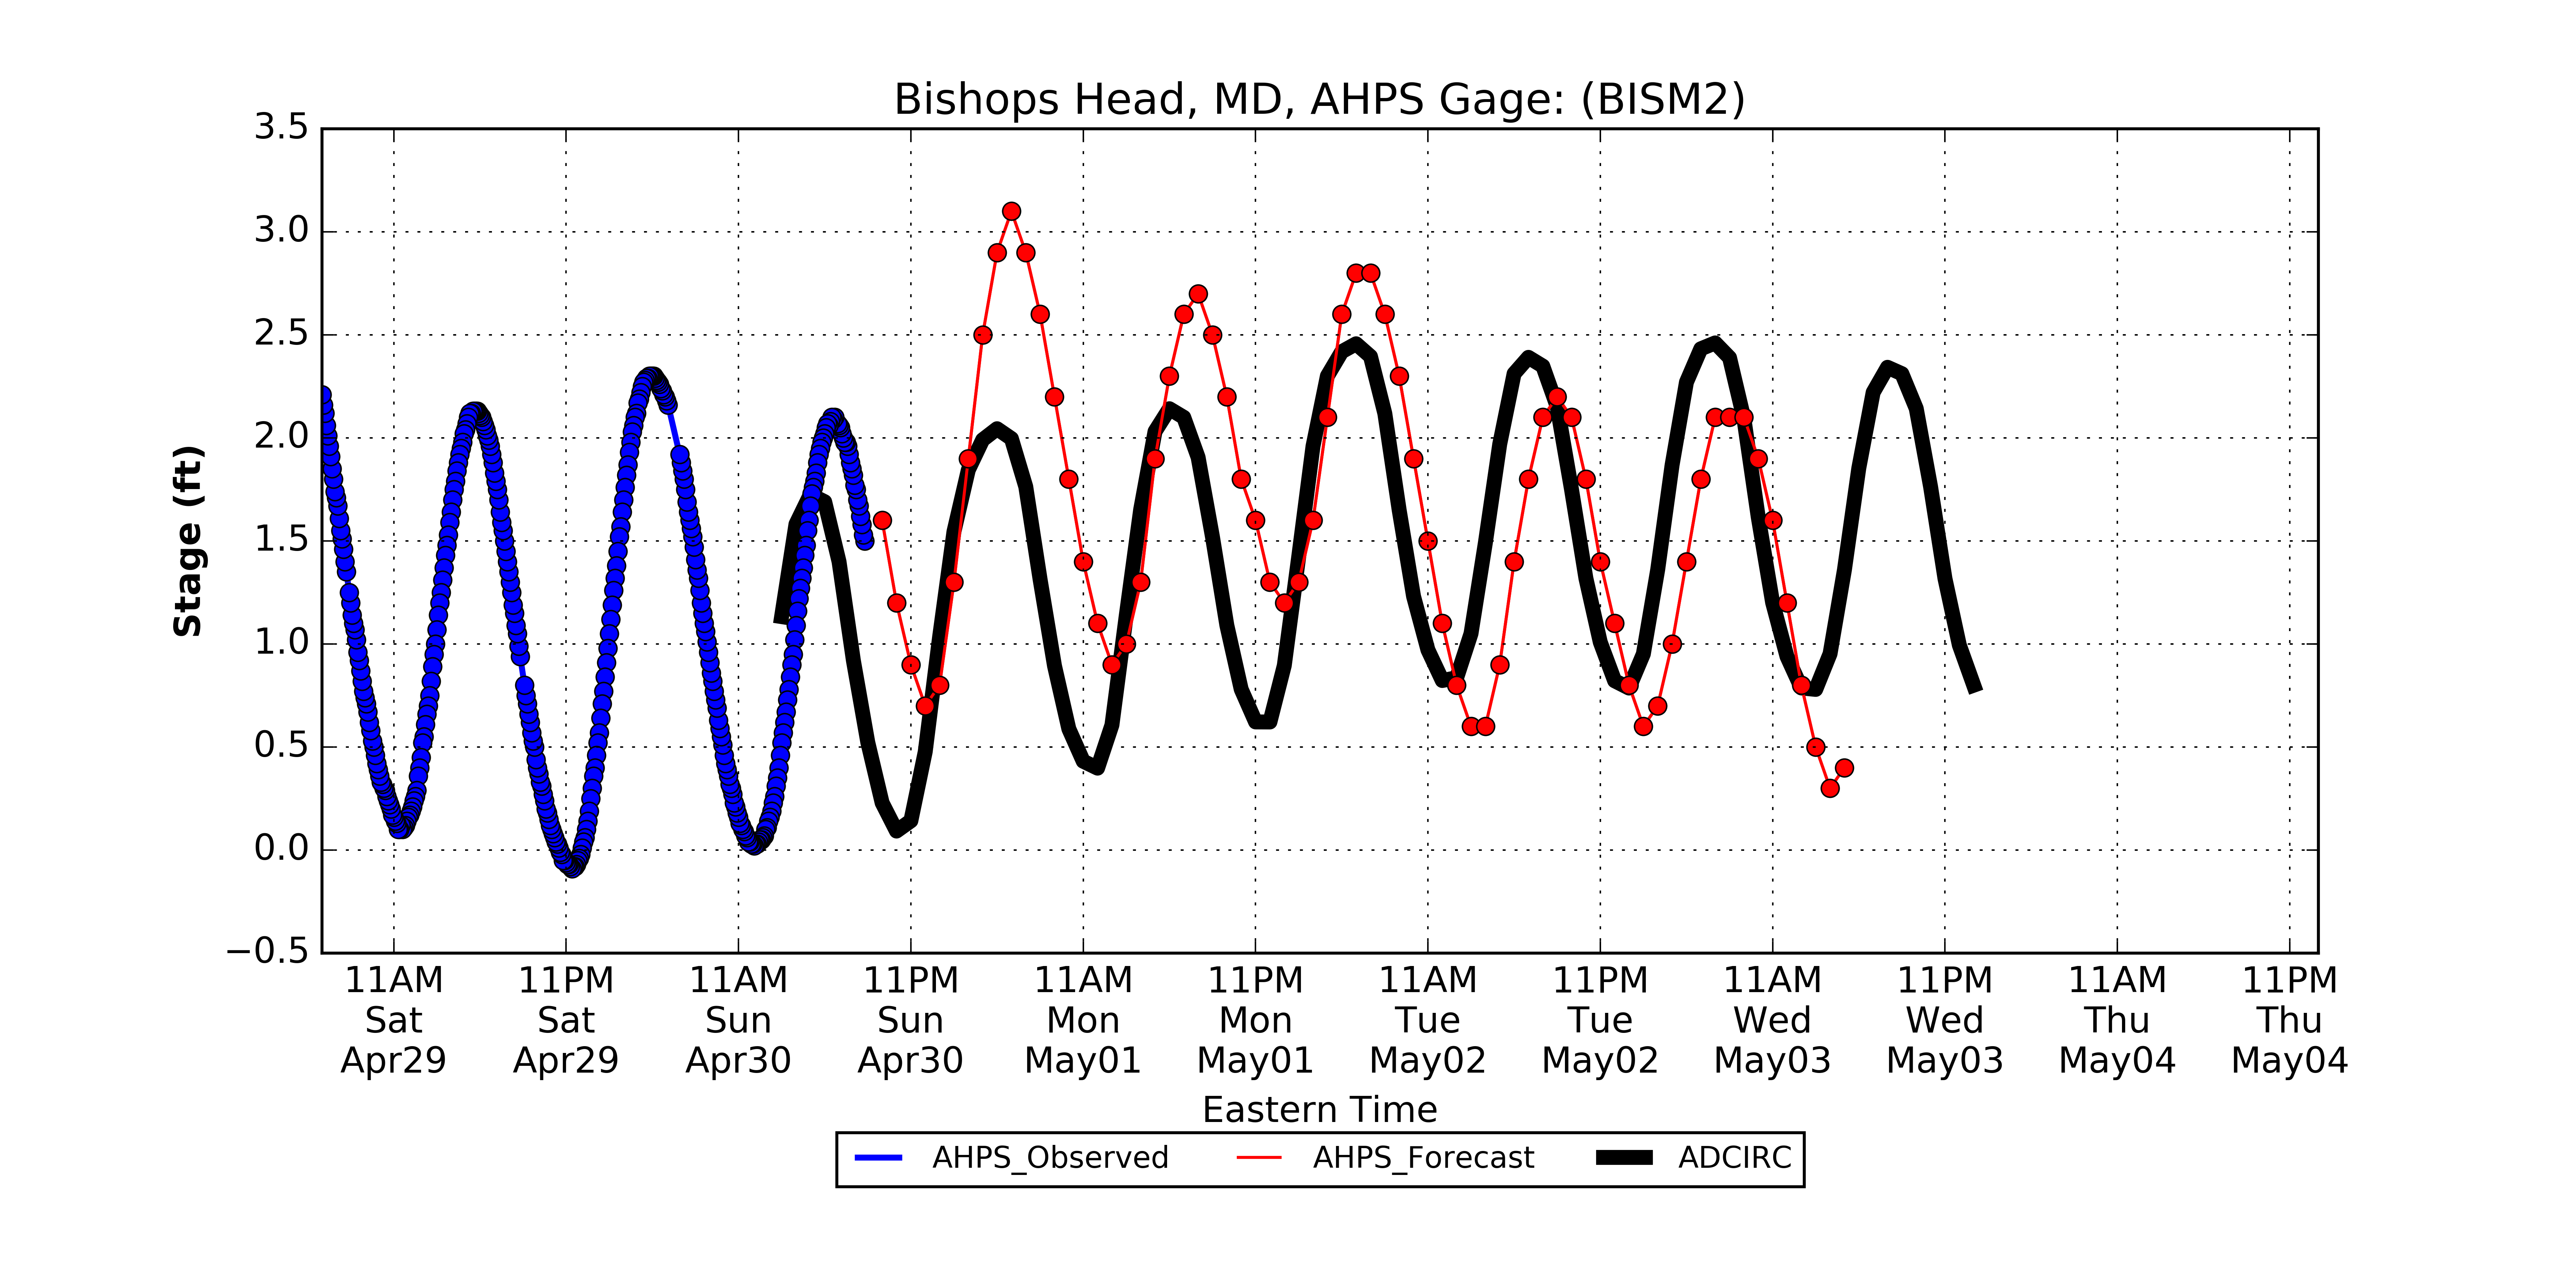 Bishops Head, MD, AHPS Gage: (BISM2)
3.5
3.0
2.5
2.0
1.5
1.0
0.5
0.0
−0.5
Stage (ft)
11AM 11PM 11AM 11PM 11AM 11PM 11AM 11PM 11AM 11PM 11AM 11PM
Sat Sat Sun Sun Mon Mon Tue Tue Wed Wed Thu Thu
Apr29 Apr29 Apr30 Apr30 May01 May01 May02 May02 May03 May03 May04 May04
Eastern Time
AHPS_Observed AHPS_Forecast ADCIRC